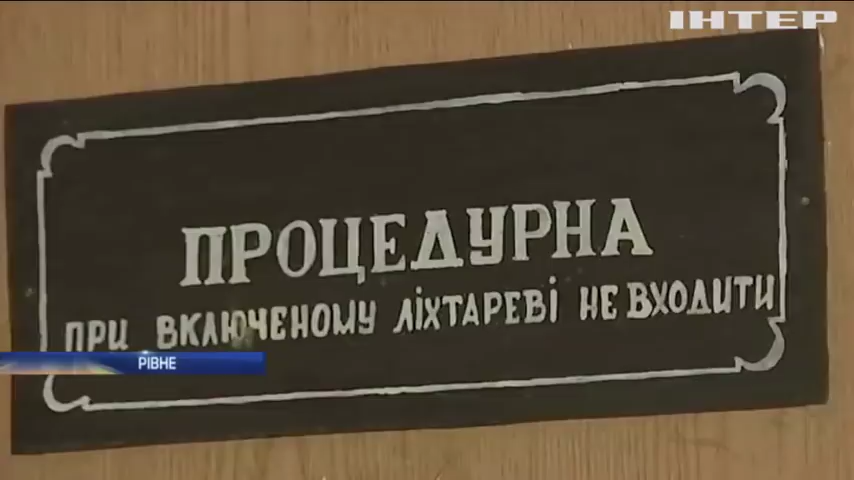 ІНТЕР
ПРОЦЕДУРНА
ПРИ ВКЛЮЧЕНОМУ ЛІХТАРЕВІ НЕ ВХОДИТИ
РІВНЕ